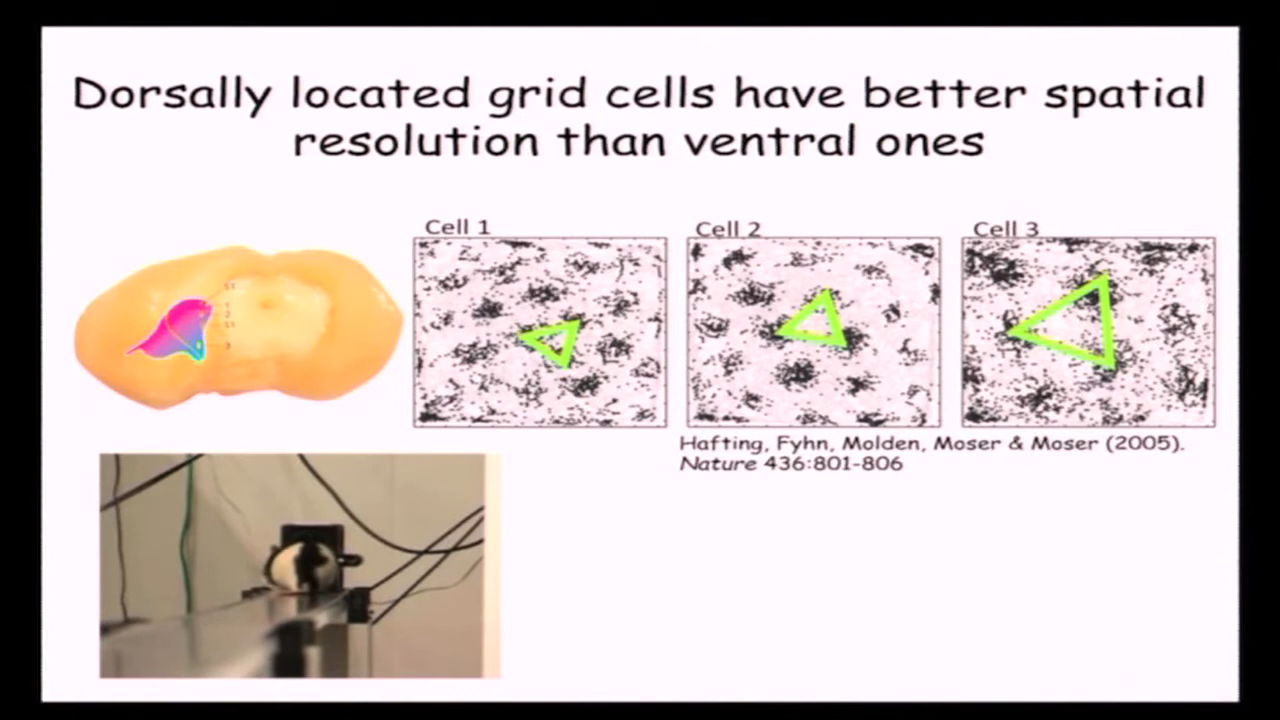 Dorsally located grid cells have better spatial
resolution than ventral ones
Cell 1
Cell 2
Cell 3
Hafting, Fyhn, Molden, Moser & Moser (2005).
Nature 436:801-806